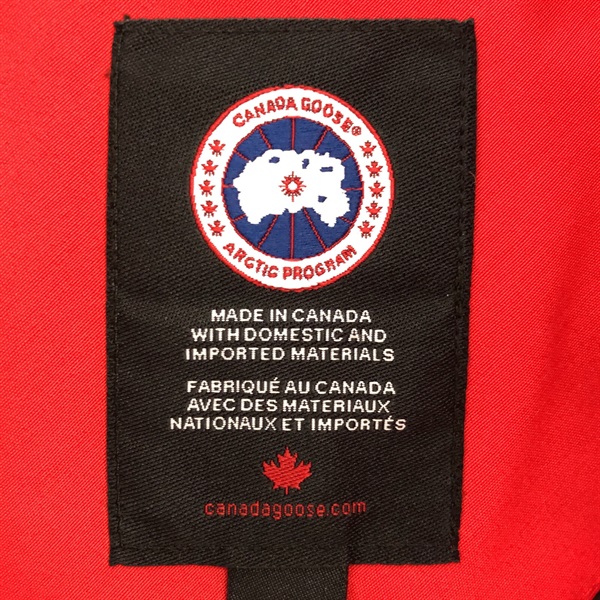 CANADA GOOSE®
ARCTIC PROGRAM
MADE IN CANADA
WITH DOMESTIC AND
IMPORTED MATERIALS
FABRIQUÉ AU CANADA
AVEC DES MATERIAUX
NATIONAUX ET IMPORTÉS
canadagoose.com